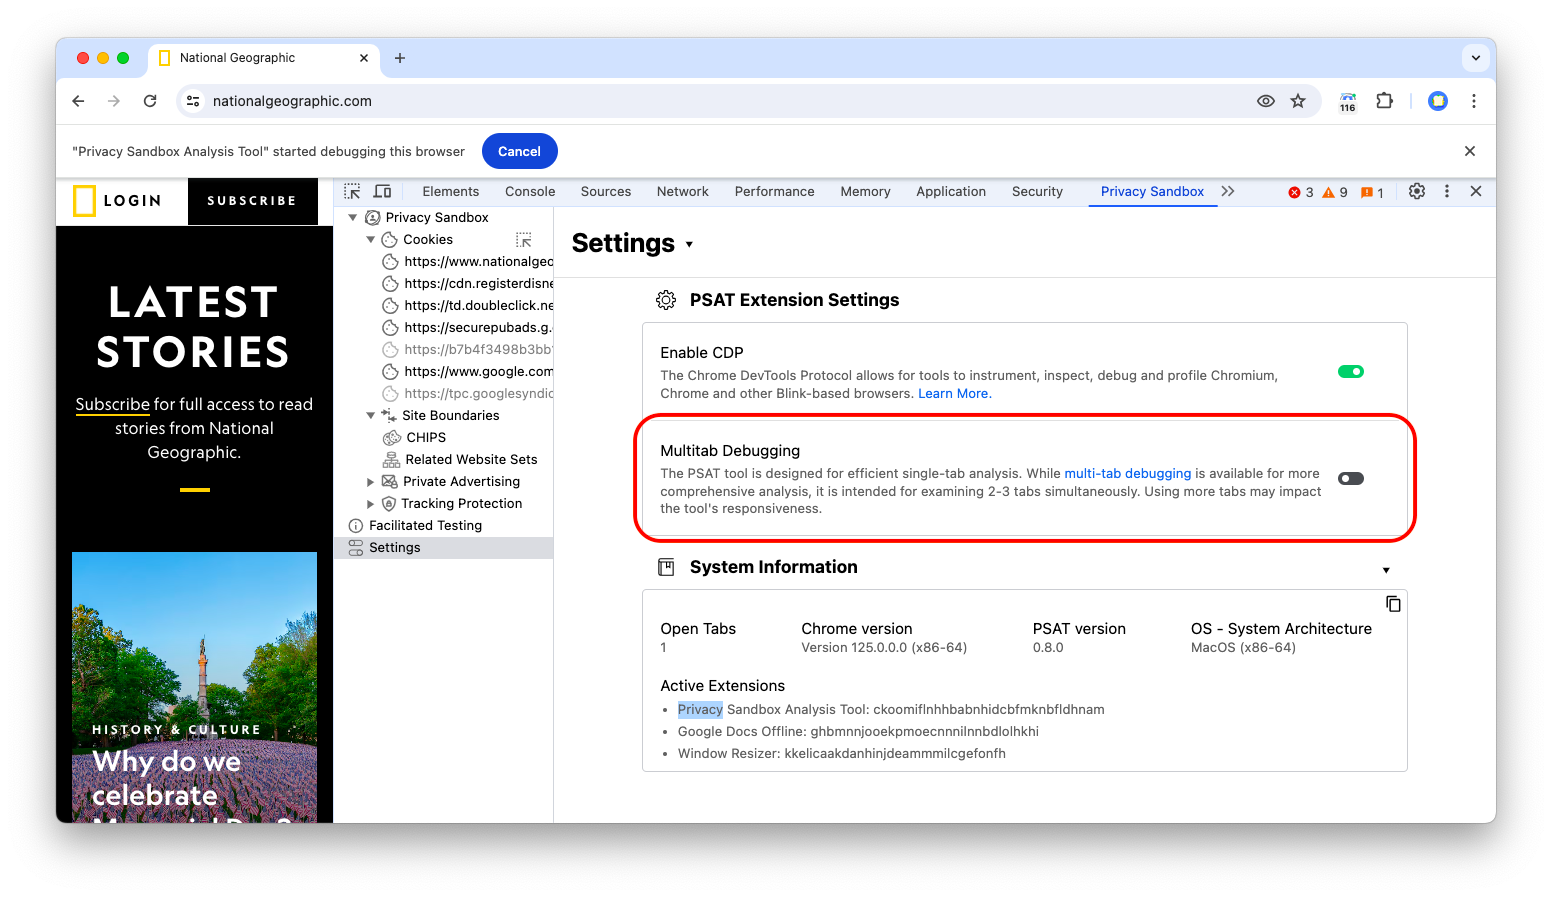 National Geographic
nationalgeographic.com
116
"Privacy Sandbox Analysis Tool" started debugging this browser
Cancel
LOGIN
SUBSCRIBE
Elements Console Sources Network Performance Memory Application Security Privacy Sandbox
3 9 1
LATEST
STORIES
Subscribe for full access to read
stories from National
Geographic.
HISTORY & CULTURE
Why do we
celebrate
Privacy Sandbox
Cookies
https://www.nationalgeo
https://cdn.registerdisne
https://td.doubleclick.ne
https://securepubads.g.
https://b7b4f3498b3bb
https://www.google.com
https://tpc.googlesyndic
Site Boundaries
CHIPS
Related Website Sets
Private Advertising
Tracking Protection
Facilitated Testing
Settings
Settings
PSAT Extension Settings
Enable CDP
The Chrome DevTools Protocol allows for tools to instrument, inspect, debug and profile Chromium,
Chrome and other Blink-based browsers. Learn More.
Multitab Debugging
The PSAT tool is designed for efficient single-tab analysis. While multi-tab debugging is available for more
comprehensive analysis, it is intended for examining 2-3 tabs simultaneously. Using more tabs may impact
the tool's responsiveness.
System Information
Open Tabs Chrome version PSAT version OS - System Architecture
1 Version 125.0.0.0 (x86-64) 0.8.0 MacOS (x86-64)
Active Extensions
• Privacy Sandbox Analysis Tool: ckoomiflnhhbabnhidcbfmknbfldhnam
• Google Docs Offline: ghbmnnjooekpmoecnnnilnnbdlolhkhi
• Window Resizer: kkelicaakdanhinjdeammmilcgefonfh